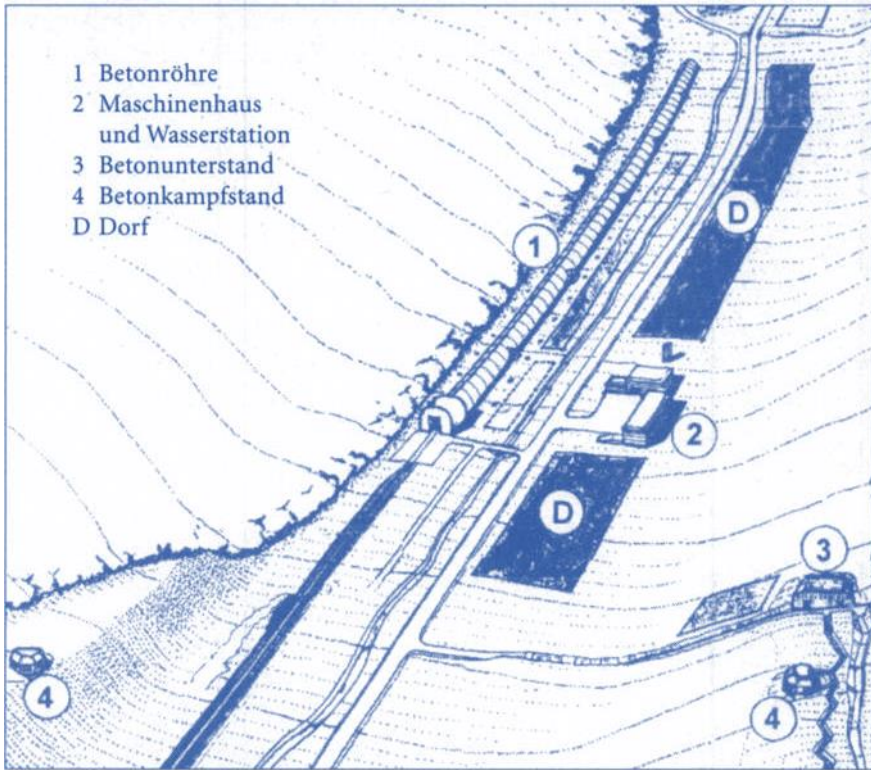 1 Betonröhre
2 Maschinenhaus
und Wasserstation
3 Betonunterstand
4 Betonkampfstand
D Dorf
1
D
2
D
3
4
4